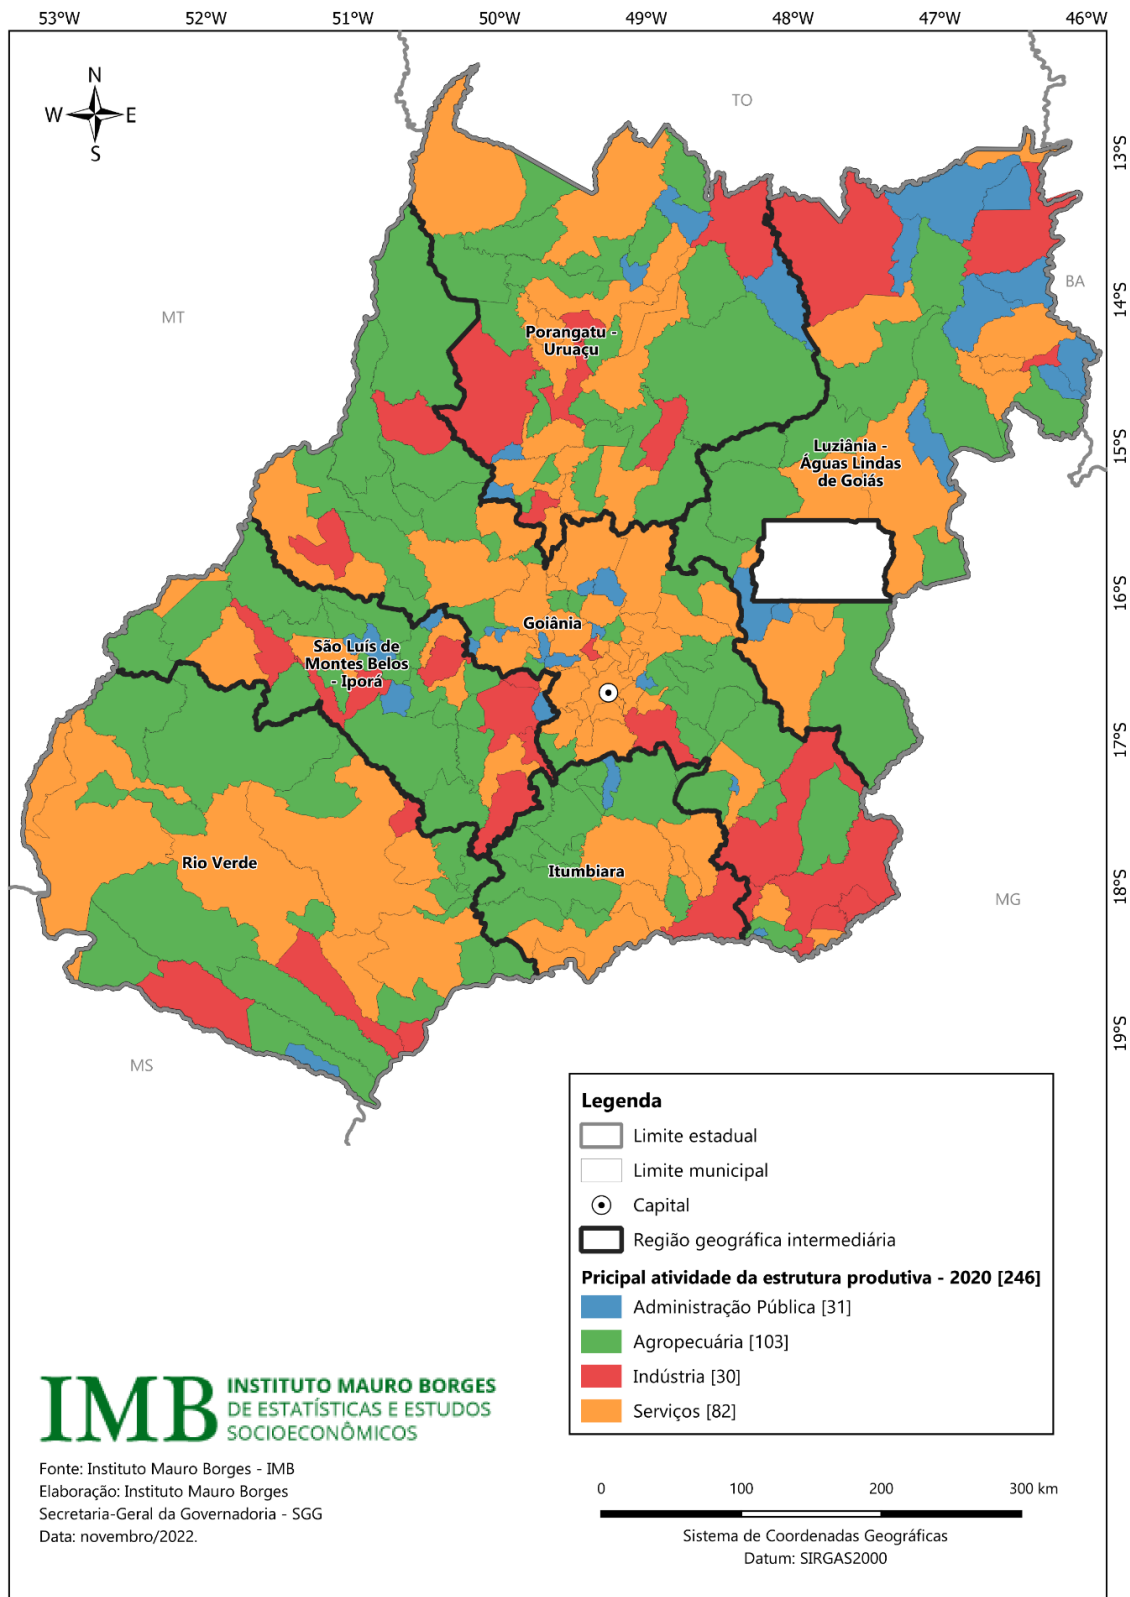 53°W 52°W 51°W 50°W 49°W 48°W 47°W 46°W
N
W E
S
TO
13°S
BA
14°S
MT
Porangatu -
Uruaçu
15°S
Luziânia -
Águas Lindas
de Goiás
16°S
Goiânia
São Luís de
Montes Belos
- Iporá
17°S
Rio Verde
Itumbiara
18°S
MG
19°S
MS
Legenda
Limite estadual
Limite municipal
Capital
Região geográfica intermediária
Pricipal atividade da estrutura produtiva - 2020 [246]
Administração Pública [31]
Agropecuária [103]
Indústria [30]
Serviços [82]
IMB
INSTITUTO MAURO BORGES
DE ESTATÍSTICAS E ESTUDOS
SOCIOECONÔMICOS
Fonte: Instituto Mauro Borges - IMB
Elaboração: Instituto Mauro Borges
Secretaria-Geral da Governadoria - SGG
Data: novembro/2022.
0 100 200 300 km
Sistema de Coordenadas Geográficas
Datum: SIRGAS2000